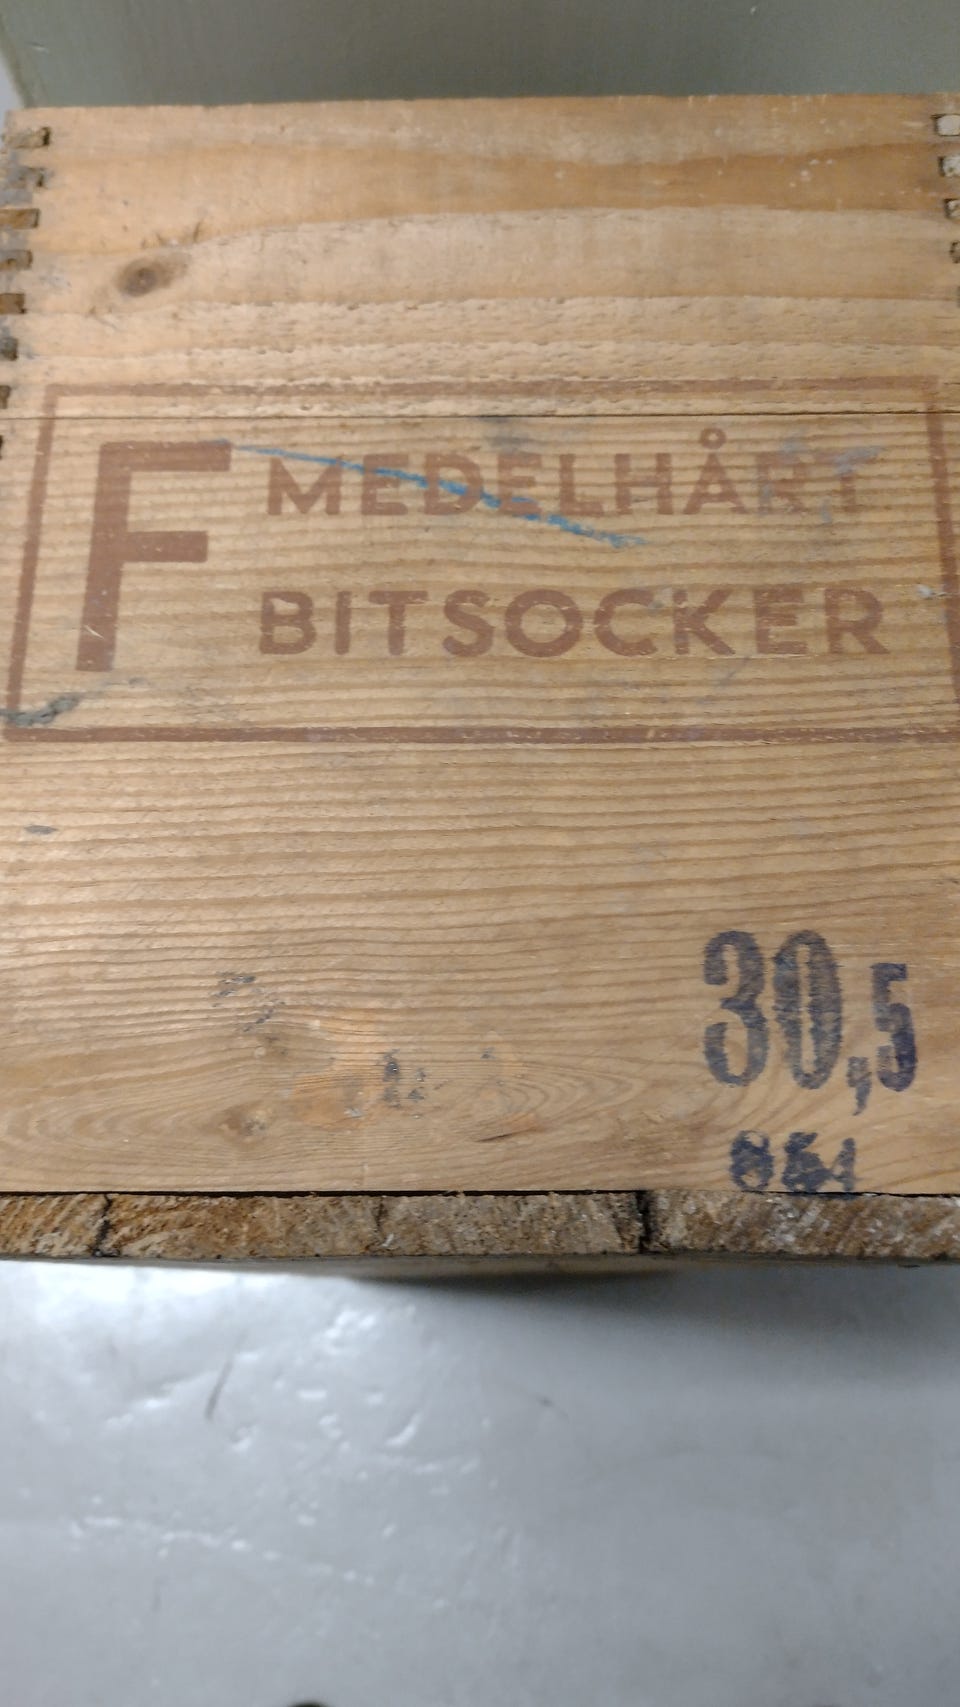 F MEDELHÅRT
BITSOCKER
30,5